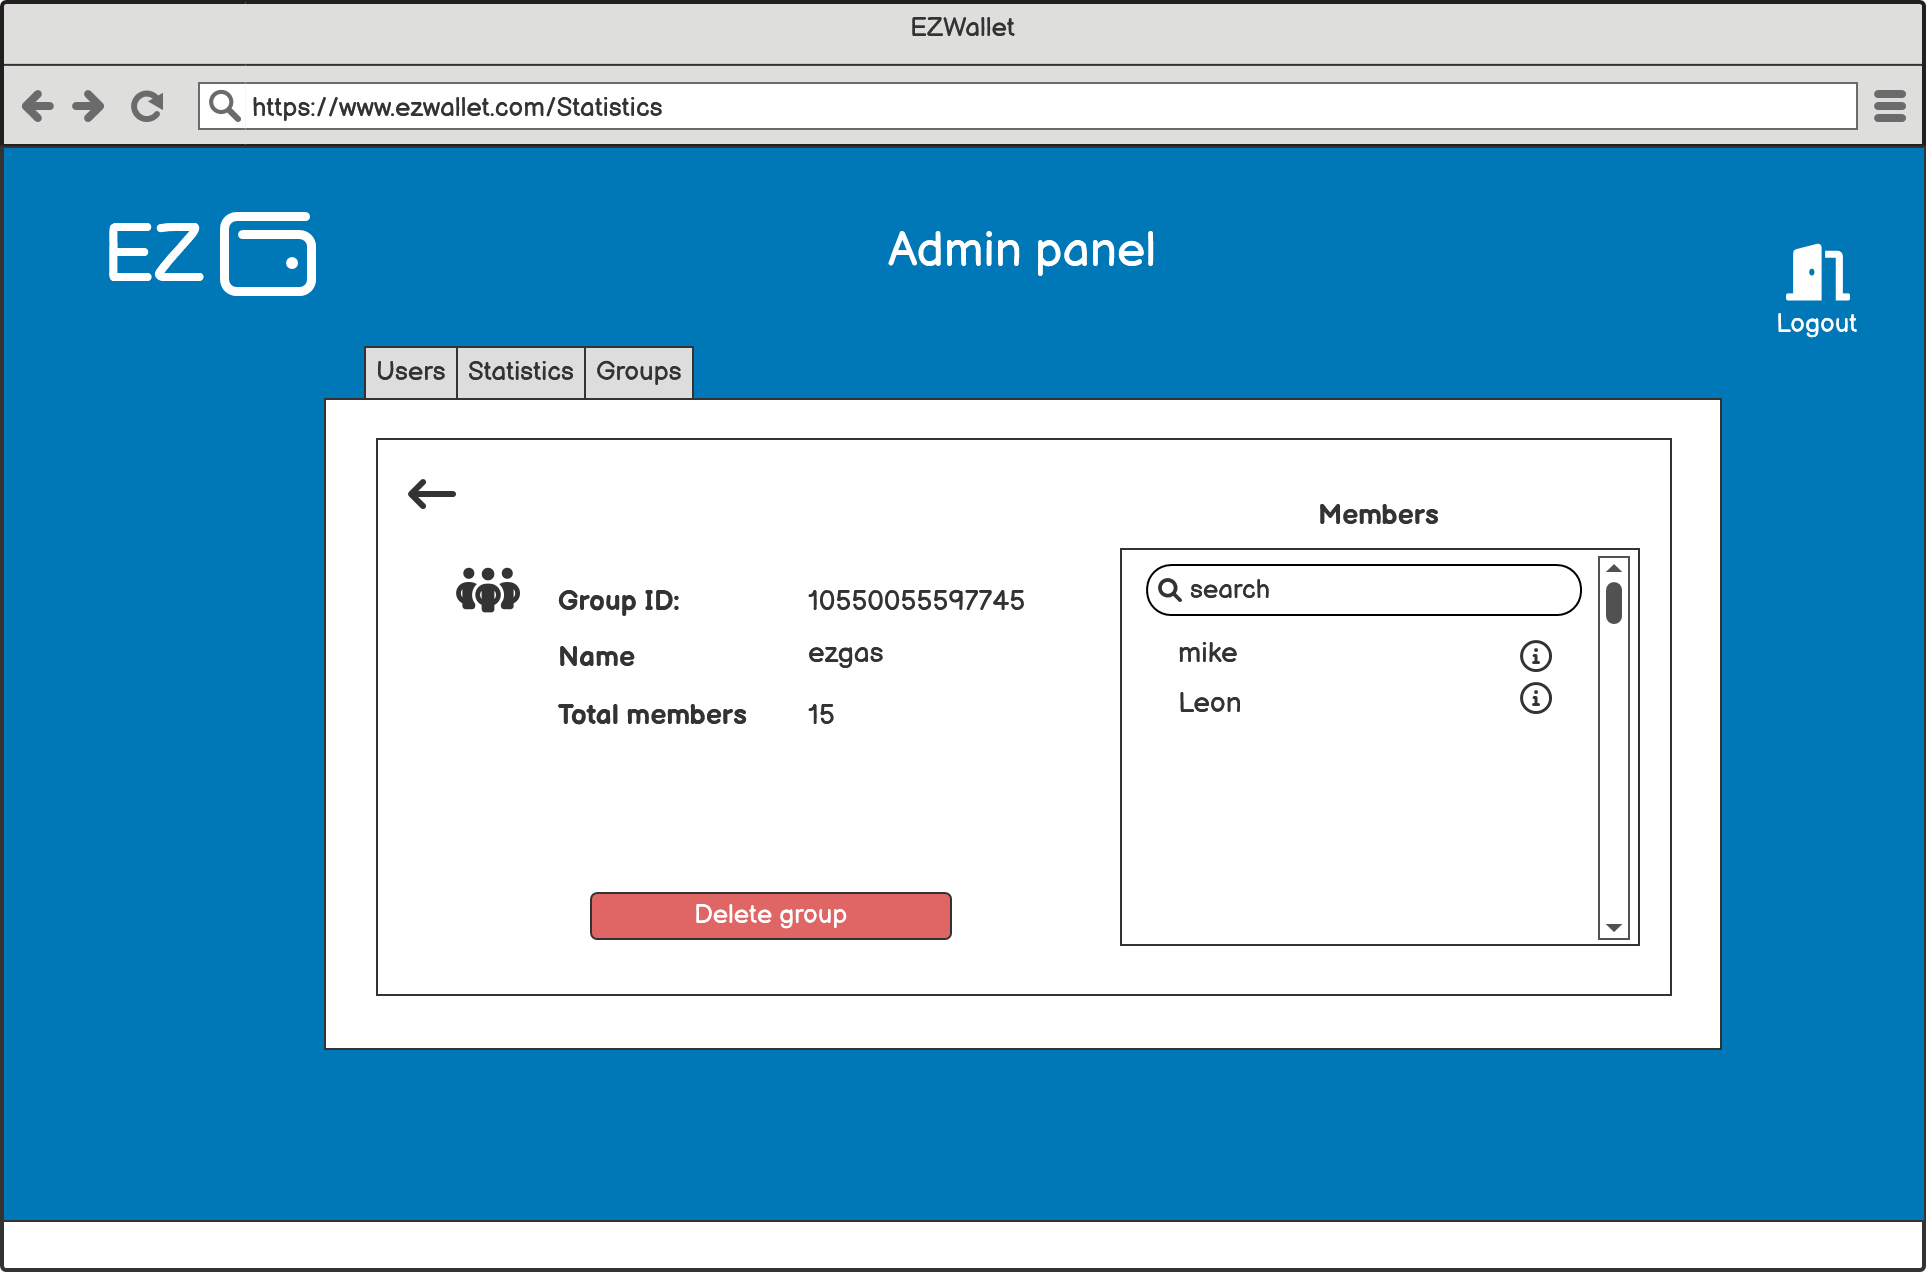 EZWallet
https://www.ezwallet.com/Statistics
EZ
Admin panel
Logout
Users Statistics Groups
Members
search
Group ID: 10550055597745
Name ezgas
Total members 15
mike
Leon
Delete group